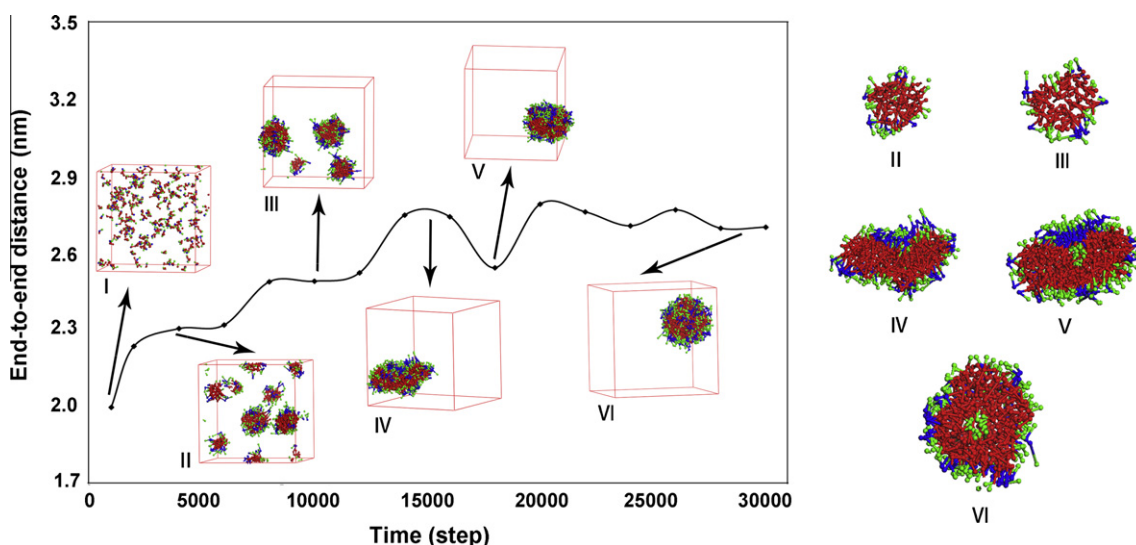 End-to-end distance (nm)
3.5
3.2
2.9
2.6
2.3
2.0
1.7
I
II
III
IV
V
VI
0
5000
10000
15000
20000
25000
30000
Time (step)
II
III
IV
V
VI